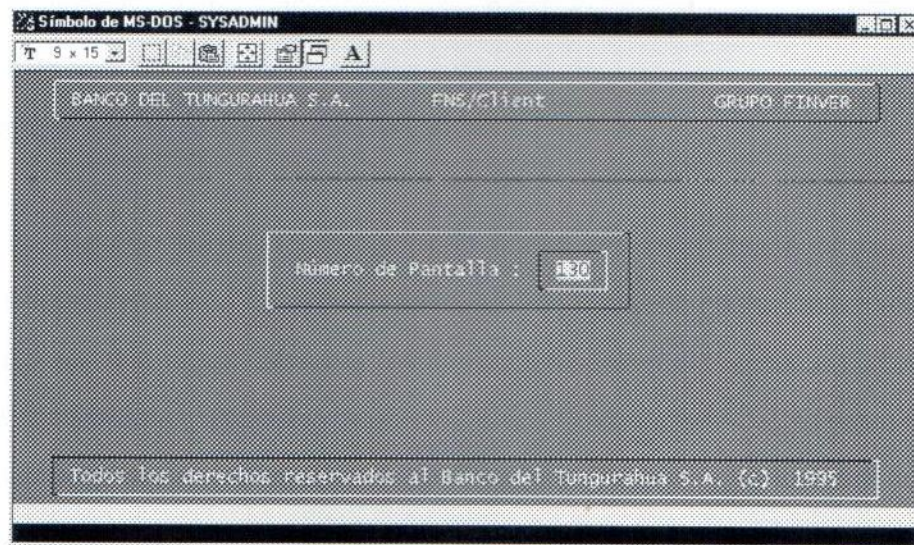 Símbolo de MS-DOS - SYSADMIN
T 9 x 15 A
BANCO DEL TUNGURAHUA S.A. FNS/Client GRUPO FINVER
Número de Pantalla : 130
Todos los derechos reservados al Banco del Tungurahua S.A. (c) 1995